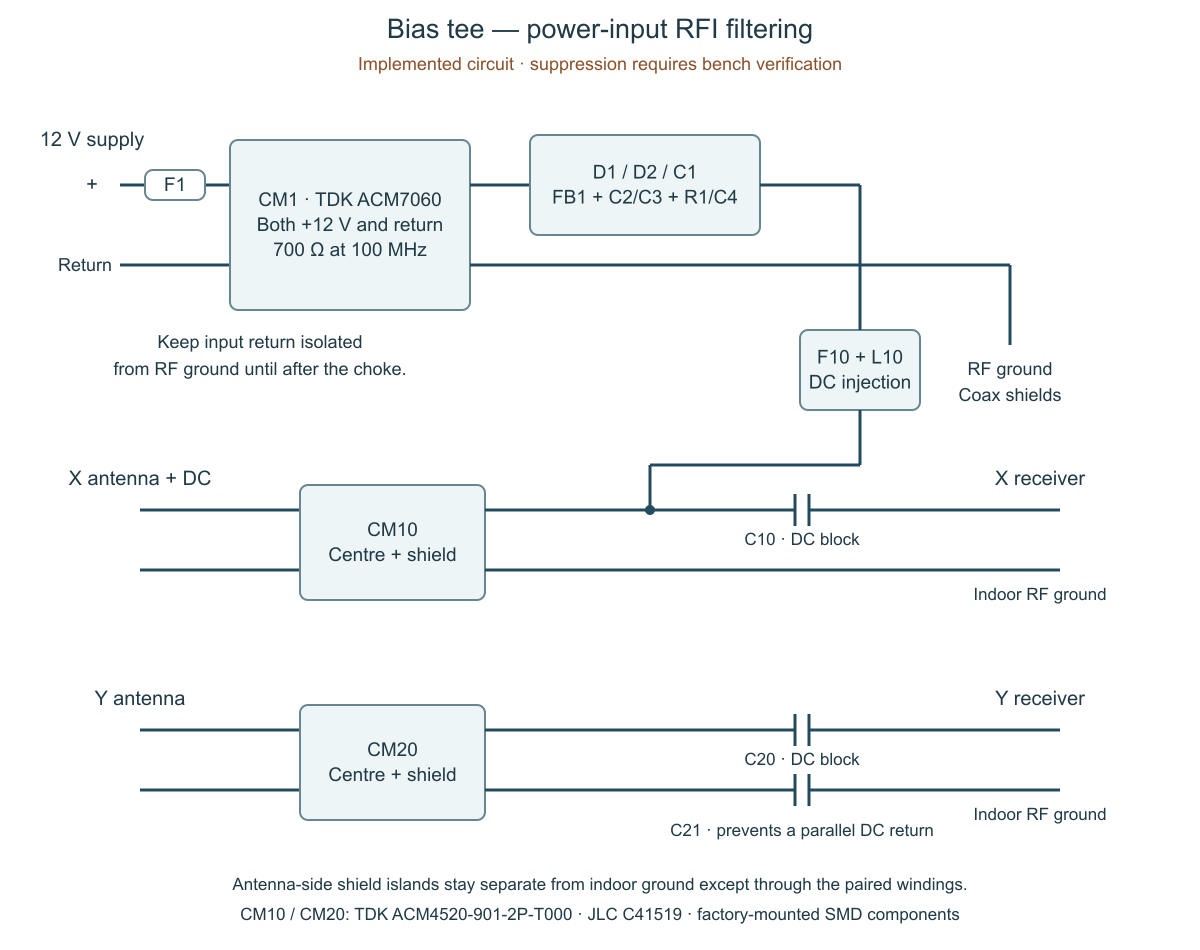 Bias tee — power-input RFI filtering
Implemented circuit · suppression requires bench verification
12 V supply
+
F1
CM1 · TDK ACM7060
Both +12 V and return
700 Ω at 100 MHz
D1 / D2 / C1
FB1 + C2/C3 + R1/C4
Return
Keep input return isolated
from RF ground until after the choke.
F10 + L10
DC injection
RF ground
Coax shields
X antenna + DC
X receiver
CM10
Centre + shield
C10 · DC block
Indoor RF ground
Y antenna
Y receiver
CM20
Centre + shield
C20 · DC block
Indoor RF ground
C21 · prevents a parallel DC return
Antenna-side shield islands stay separate from indoor ground except through the paired windings.
CM10 / CM20: TDK ACM4520-901-2P-T000 · JLC C41519 · factory-mounted SMD components